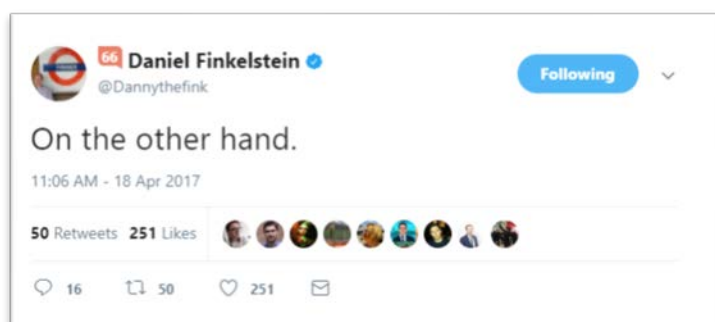 66 Daniel Finkelstein
@Dannythefink
Following
On the other hand.
11:06 AM - 18 Apr 2017
50 Retweets 251 Likes
16 50 251